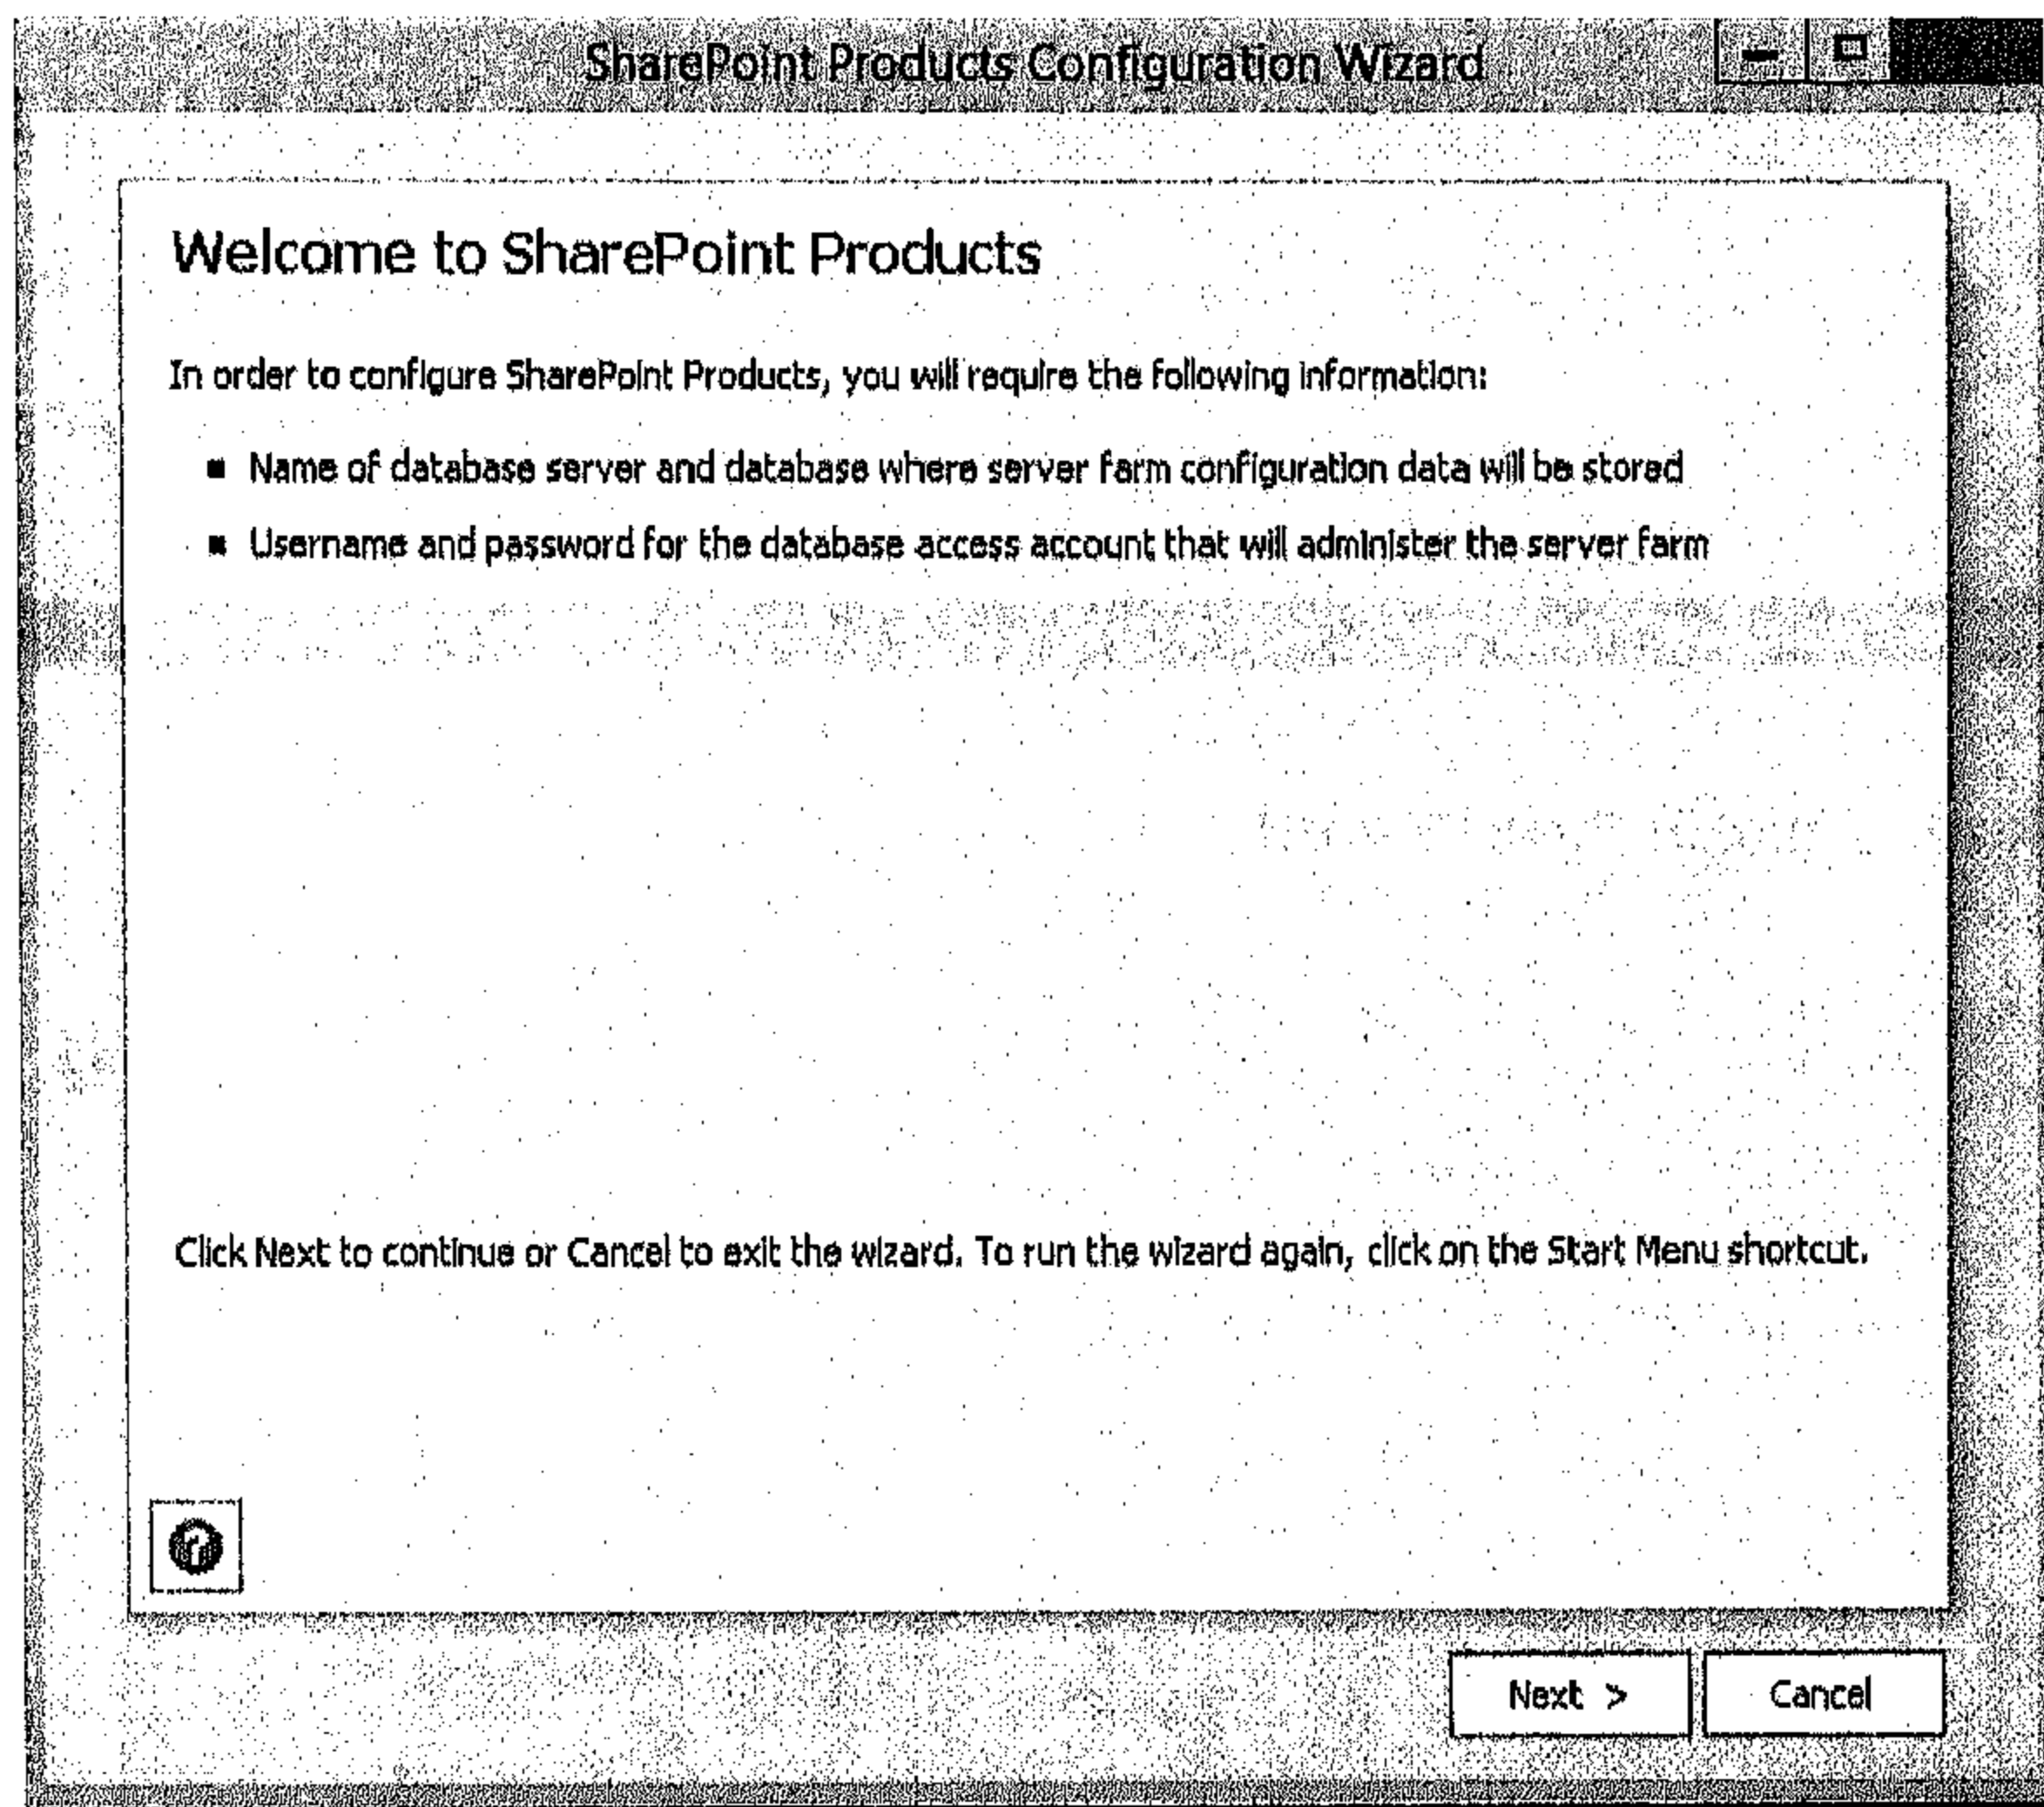 SharePoint Products Configuration Wizard
Welcome to SharePoint Products
In order to configure SharePoint Products, you will require the following information:
▪ Name of database server and database where server farm configuration data will be stored
▪ Username and password for the database access account that will administer the server farm
Click Next to continue or Cancel to exit the wizard. To run the wizard again, click on the Start Menu shortcut.
?
Next >
Cancel